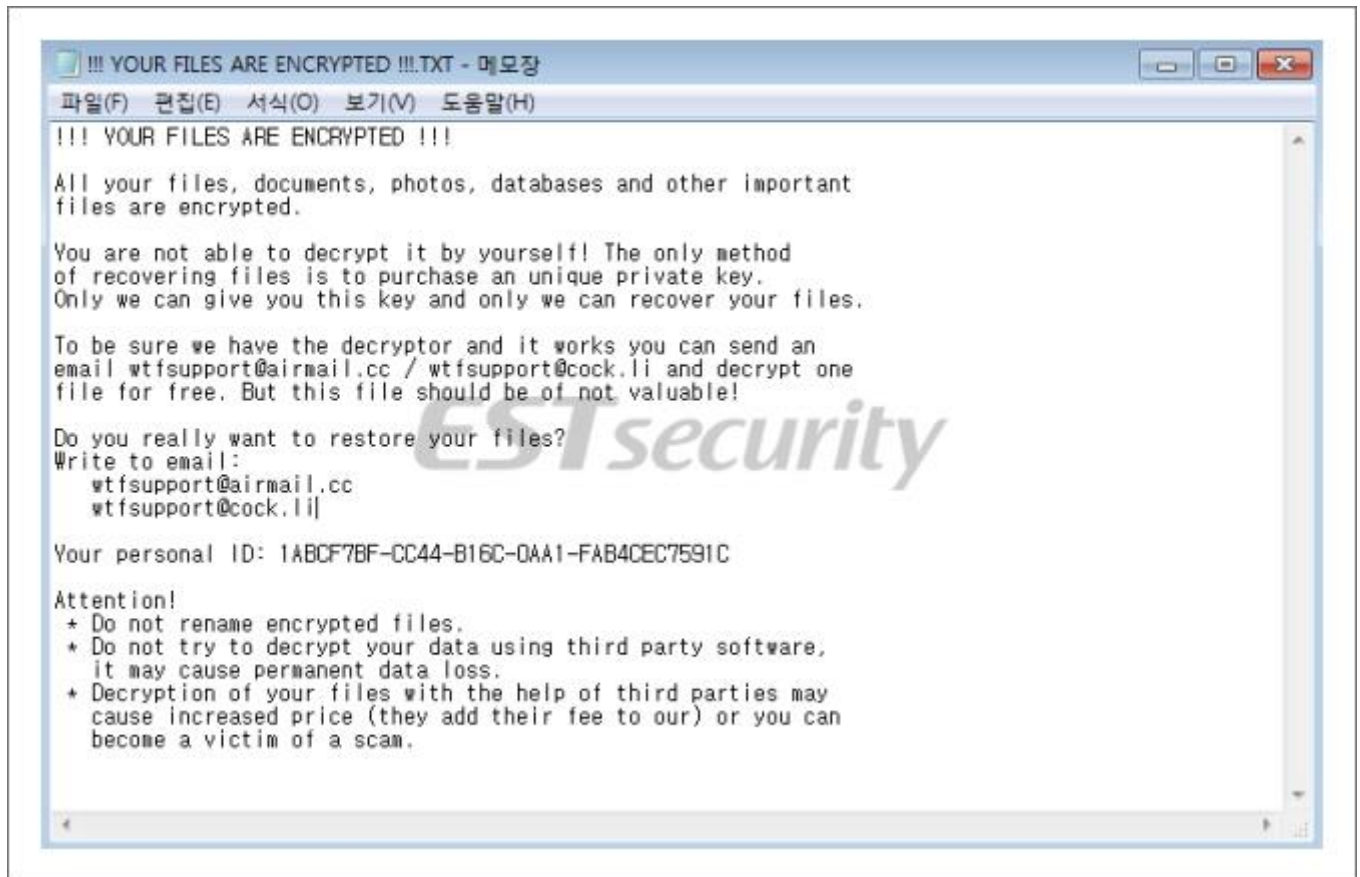 !!! YOUR FILES ARE ENCRYPTED !!!.TXT - 메모장
파일(F) 편집(E) 서식(O) 보기(V) 도움말(H)
!!! YOUR FILES ARE ENCRYPTED !!!
All your files, documents, photos, databases and other important
files are encrypted.
You are not able to decrypt it by yourself! The only method
of recovering files is to purchase an unique private key.
Only we can give you this key and only we can recover your files.
To be sure we have the decryptor and it works you can send an
email wtfsupport@airmail.cc / wtfsupport@cock.li and decrypt one
file for free. But this file should be of not valuable!
ESTsecurity
Do you really want to restore your files?
Write to email:
wtfsupport@airmail.cc
wtfsupport@cock.li
Your personal ID: 1ABCF7BF-CC44-B16C-0AA1-FAB4CEC7591C
Attention!
* Do not rename encrypted files.
* Do not try to decrypt your data using third party software,
it may cause permanent data loss.
* Decryption of your files with the help of third parties may
cause increased price (they add their fee to our) or you can
become a victim of a scam.